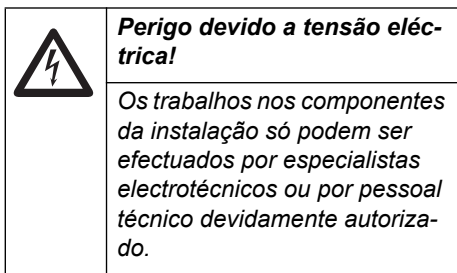 Perigo devido a tensão eléc-
trica!
Os trabalhos nos componentes
da instalação só podem ser
efectuados por especialistas
electrotécnicos ou por pessoal
técnico devidamente autoriza-
do.